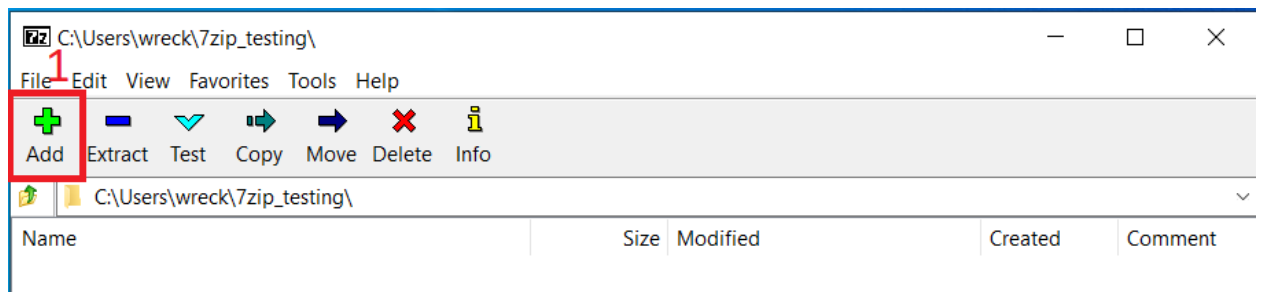 7z C:\Users\wreck\7zip_testing\
1
File Edit View Favorites Tools Help
Add Extract Test Copy Move Delete Info
C:\Users\wreck\7zip_testing\
Name Size Modified Created Comment